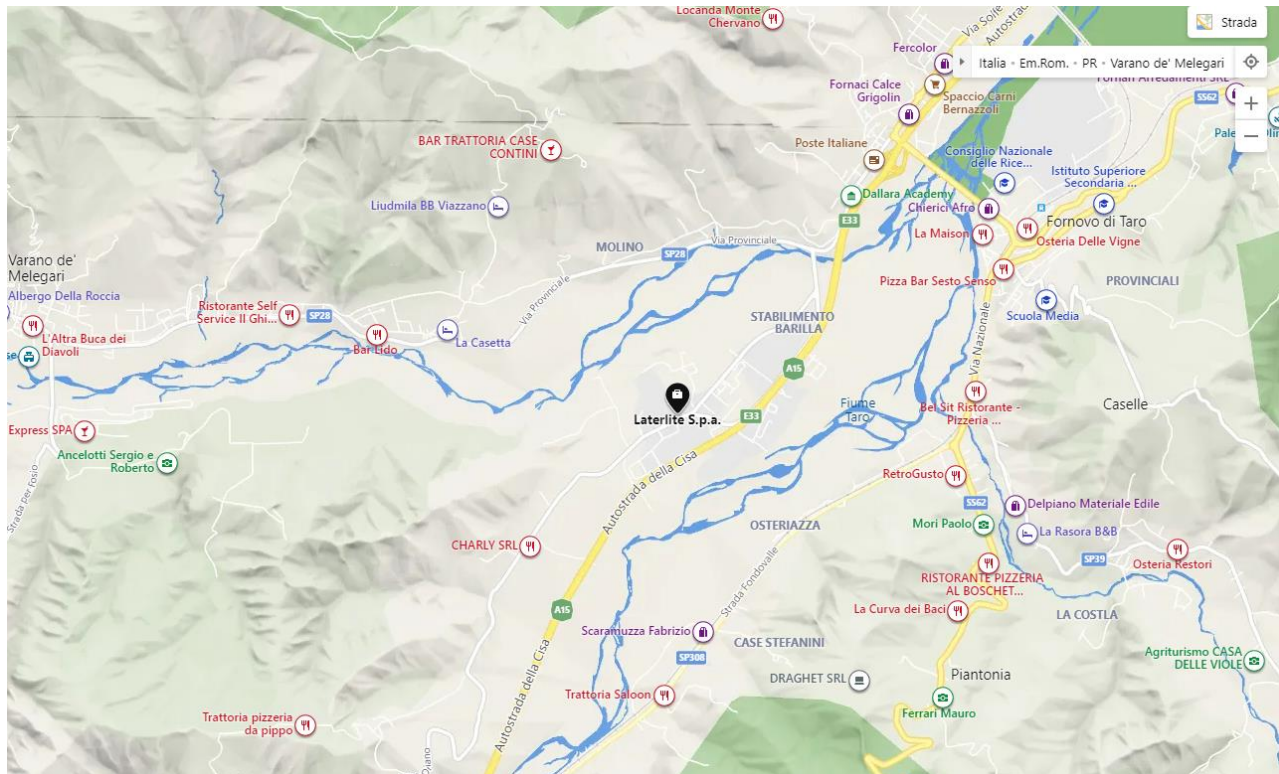 Locanda Monte
Chervano
Via Solfe
Autostrada
Strada
Fercolor
Italia • Em.Rom. • PR • Varano de' Melegari
Fornari Arredamenti SRL
Fornaci Calce
Grigolin
Spaccio Carni
Bernazzoli
SS62
BAR TRATTORIA CASE
CONTINI
Poste Italiane
Consiglio Nazionale
delle Rice...
Istituto Superiore
Secondaria ...
Dallara Academy
Liudmila BB Viazzano
Chierici Afro
E33
Fornovo di Taro
La Maison
Osteria Delle Vigne
MOLINO
Via Provinciale
SP28
Varano de'
Melegari
Pizza Bar Sesto Senso
PROVINCIALI
Albergo Della Roccia
Ristorante Self
Service Il Ghi...
SP28
Via Provinciale
STABILIMENTO
BARILLA
Scuola Media
L'Altra Buca dei
Diavoli
Bar Lido
La Casetta
Via Nazionale
A15
Laterlite S.p.a.
E33
Fiume
Taro
Bel Sit Ristorante -
Pizzeria ...
Caselle
Express SPA
Ancelotti Sergio e
Roberto
Autostrada della Cisa
RetroGusto
SS62
Delpiano Materiale Edile
Mori Paolo
OSTERIAZZA
La Rasora B&B
CHARLY SRL
SP39
Osteria Restori
RISTORANTE PIZZERIA
AL BOSCHET...
Strada Fondovalle
A15
La Curva dei Baci
LA COSTLA
Scaramuzza Fabrizio
CASE STEFANINI
SP308
Agriturismo CASA
DELLE VIOLE
DRAGHET SRL
Piantonia
Autostrada della Cisa
Trattoria Saloon
Ferrari Mauro
Trattoria pizzeria
da pippo